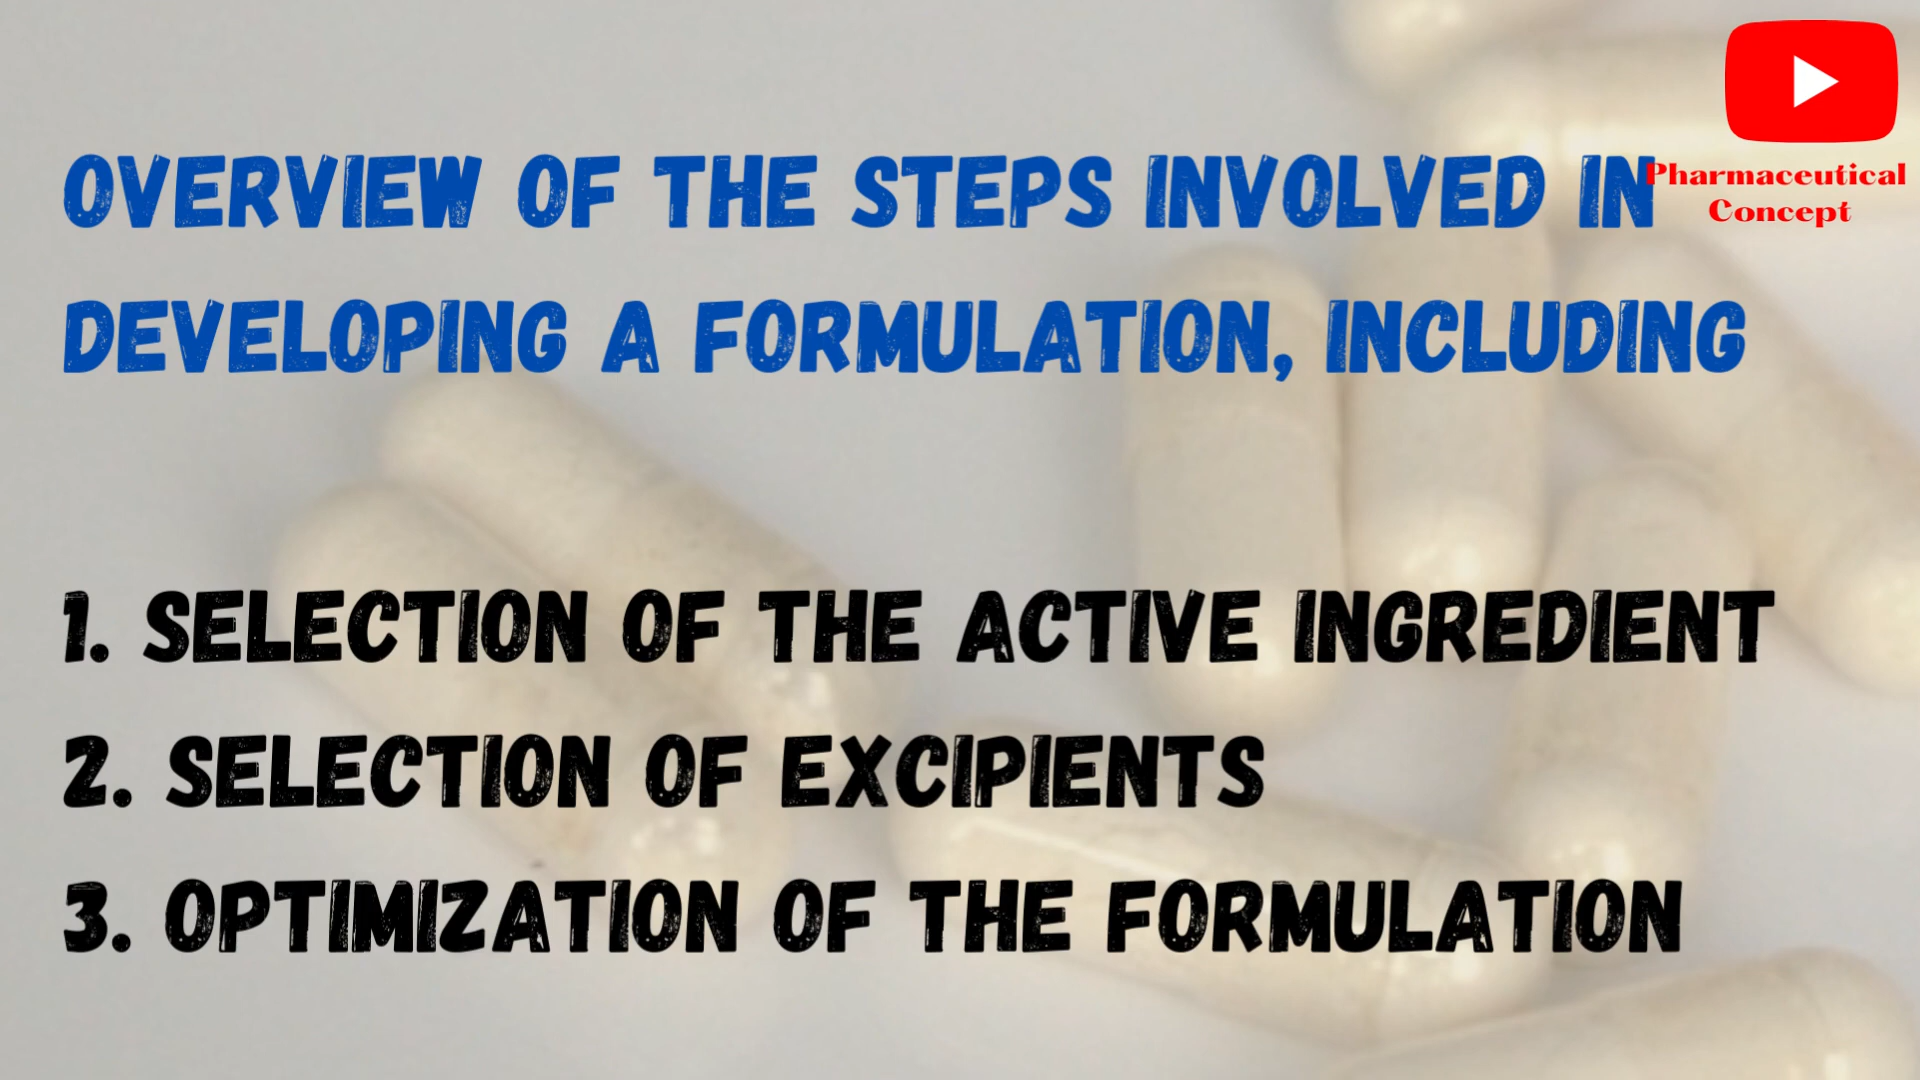 OVERVIEW OF THE STEPS INVOLVED IN
DEVELOPING A FORMULATION, INCLUDING
1. SELECTION OF THE ACTIVE INGREDIENT
2. SELECTION OF EXCIPIENTS
3. OPTIMIZATION OF THE FORMULATION
Pharmaceutical
Concept